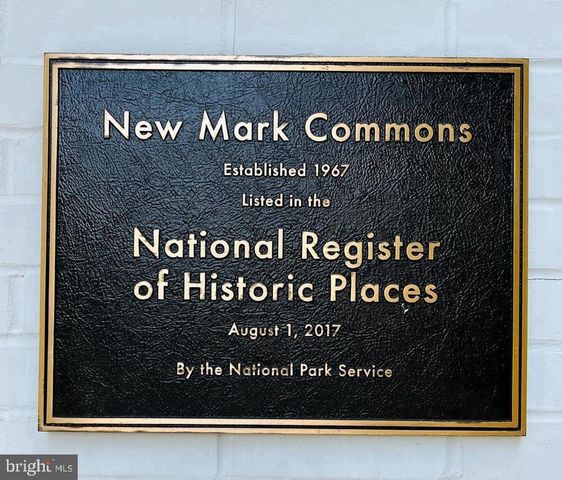 New Mark Commons
Established 1967
Listed in the
National Register
of Historic Places
August 1, 2017
By the National Park Service
bright MLS